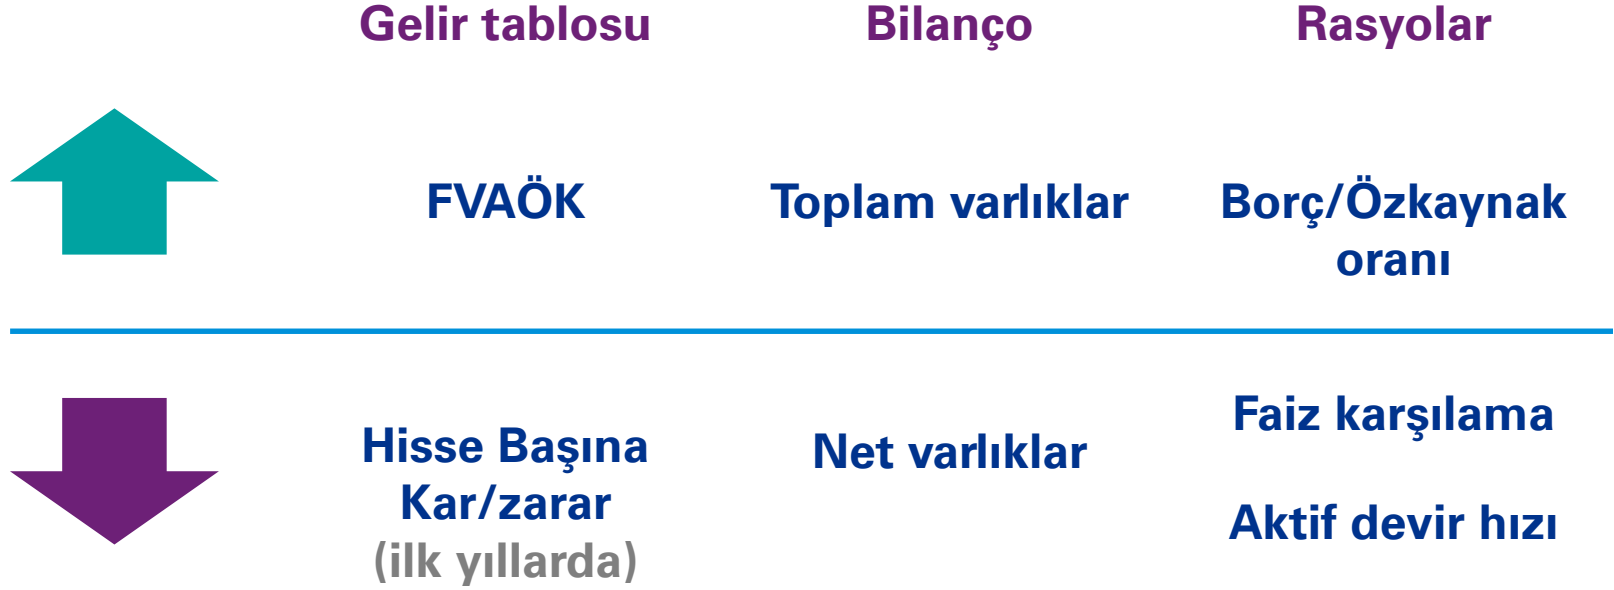 Gelir tablosu
Bilanço
Rasyolar
FVAÖK
Toplam varlıklar
Borç/Özkaynak
oranı
Hisse Başına
Kar/zarar
(ilk yıllarda)
Net varlıklar
Faiz karşılama
Aktif devir hızı